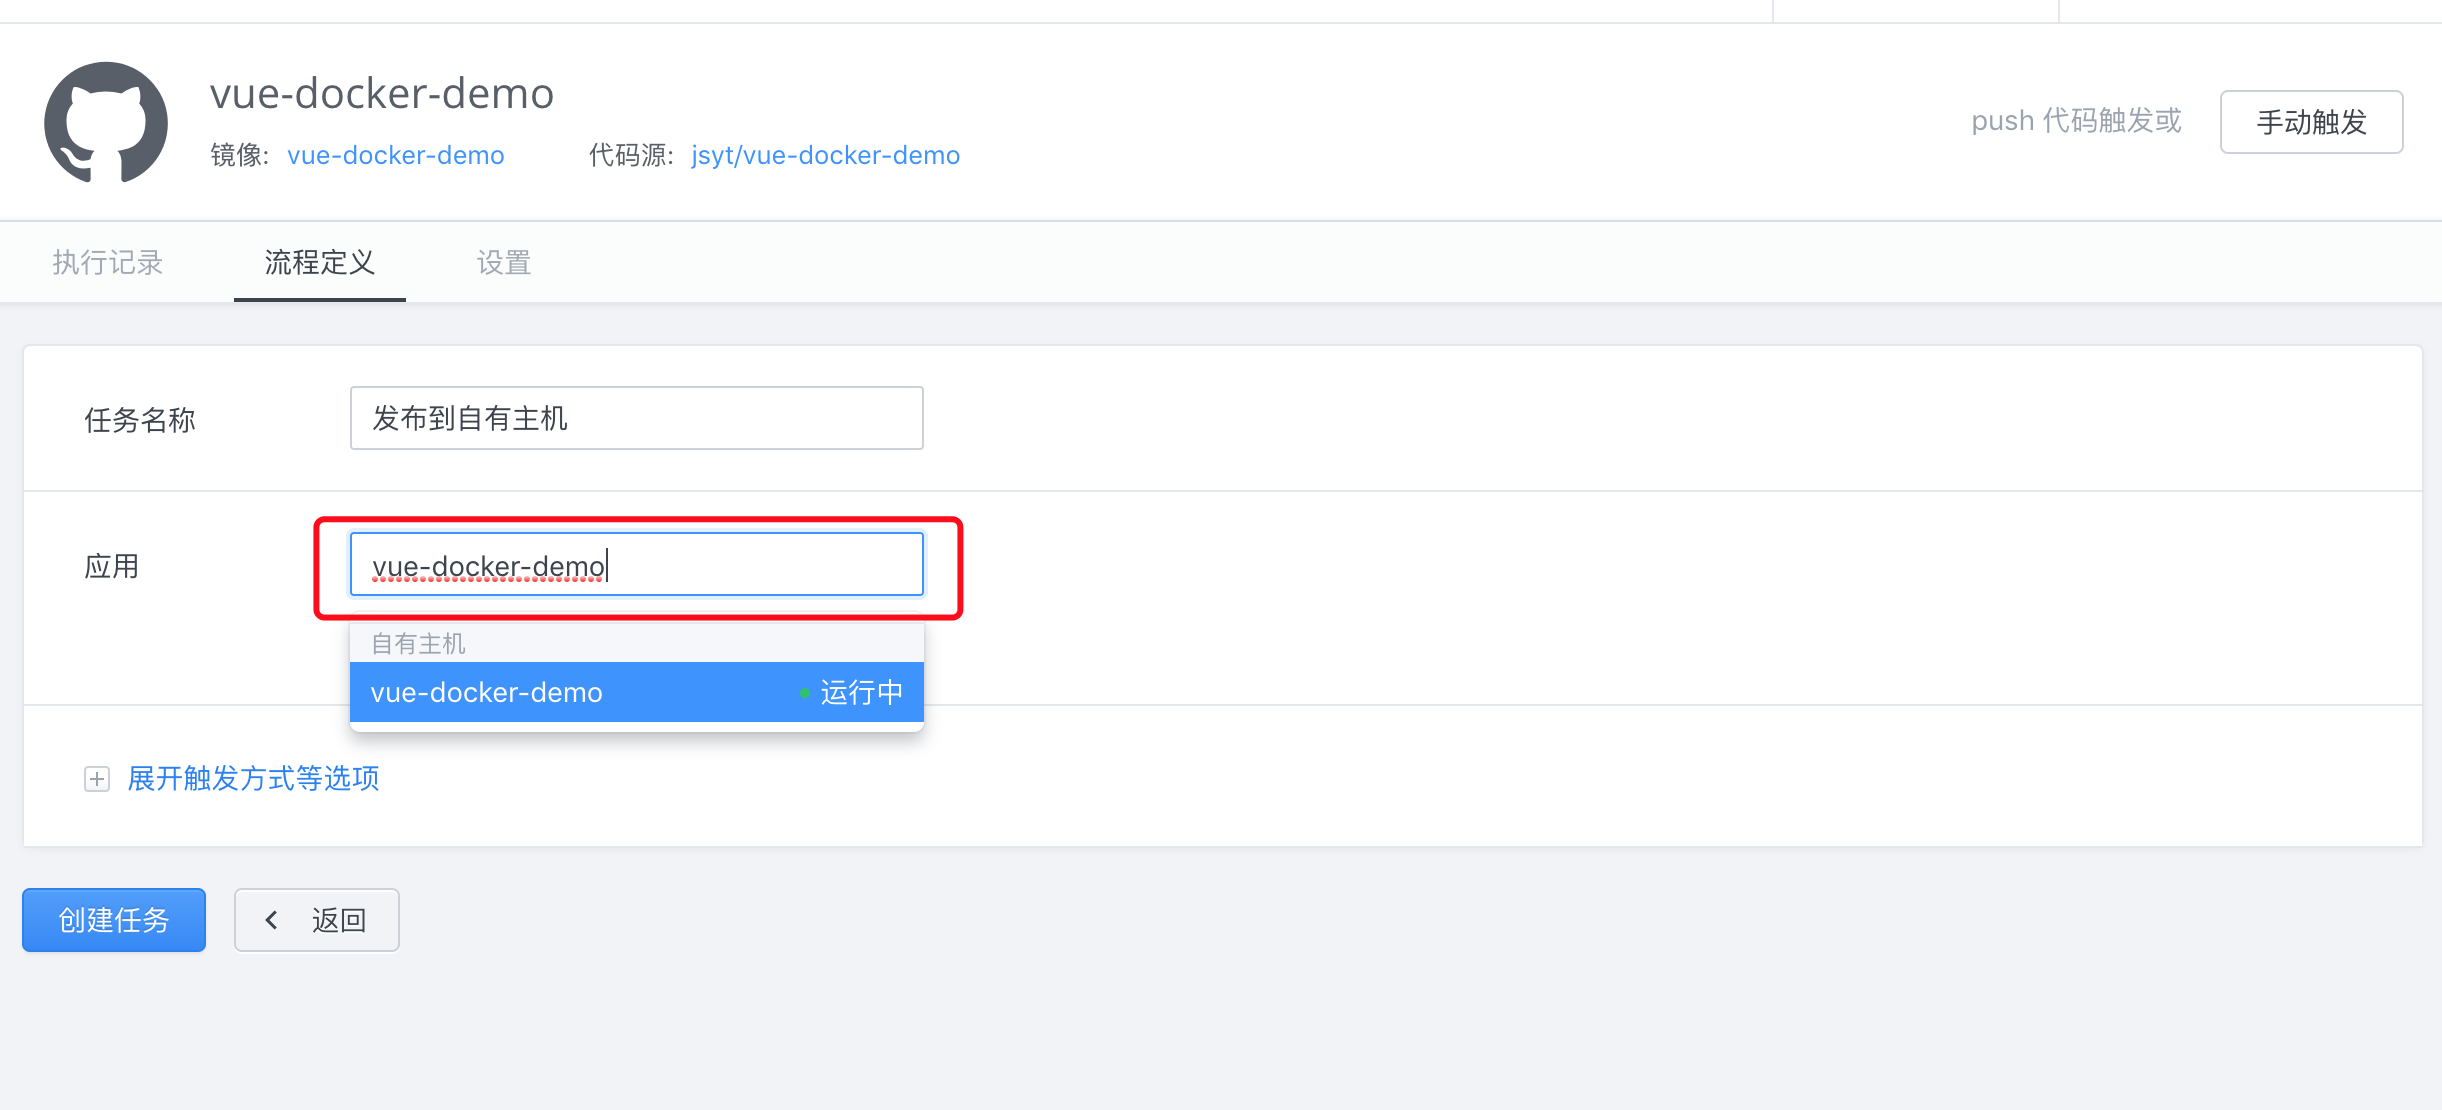 vue-docker-demo
镜像: vue-docker-demo 代码源: jsyt/vue-docker-demo
push 代码触发或 手动触发
执行记录 流程定义 设置
任务名称 发布到自有主机
应用 vue-docker-demo
自有主机
vue-docker-demo 运行中
展开触发方式等选项
创建任务 返回